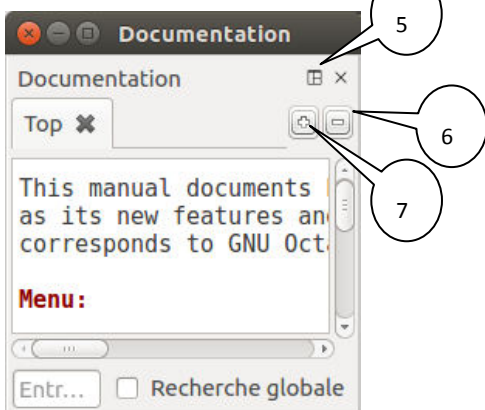 5
Documentation
Documentation
Top
6
7
This manual documents
as its new features an
corresponds to GNU Oct
Menu:
Entr... Recherche globale